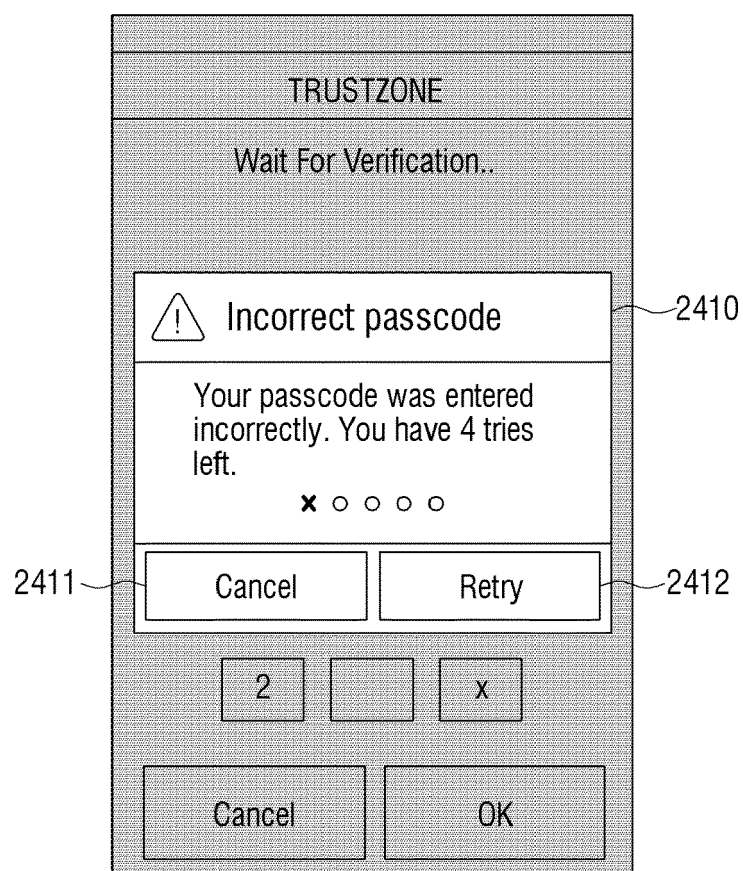 TRUSTZONE
Wait For Verification..
Incorrect passcode
2410
Your passcode was entered
incorrectly. You have 4 tries
left.
x o o o o
2411
Cancel
Retry
2412
2
x
Cancel
OK